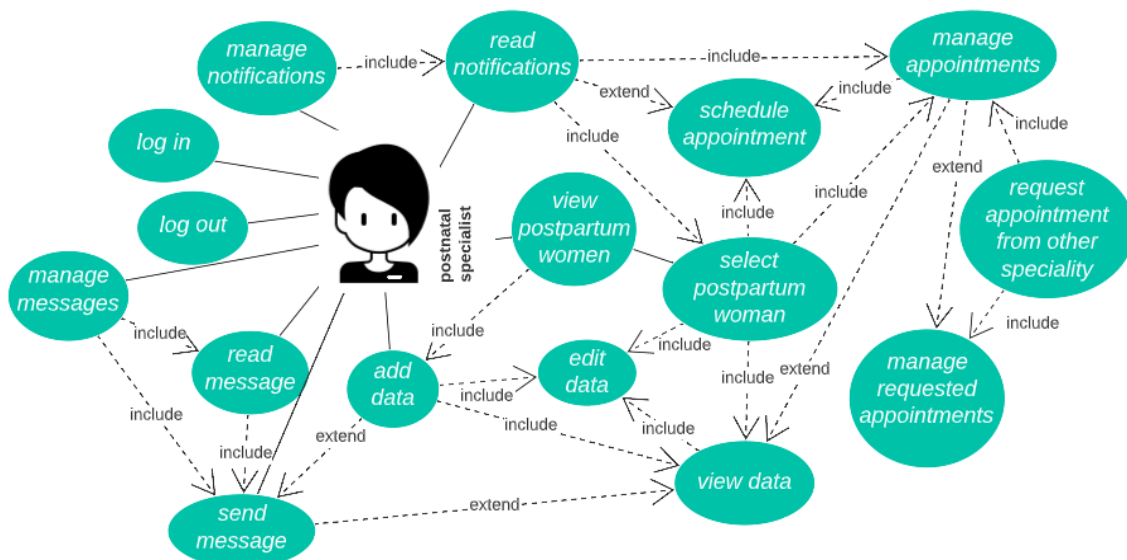 manage
notifications
include
read
notifications
include
manage
appointments
extend
include
schedule
appointment
include
log in
include
include
extend
request
appointment
from other
speciality
log out
postnatal
specialist
view
postpartum
women
include
select
postpartum
woman
manage
messages
include
include
include
include
read
message
add
data
edit
data
include
extend
manage
requested
appointments
include
include
extend
include
include
include
view data
send
message
extend